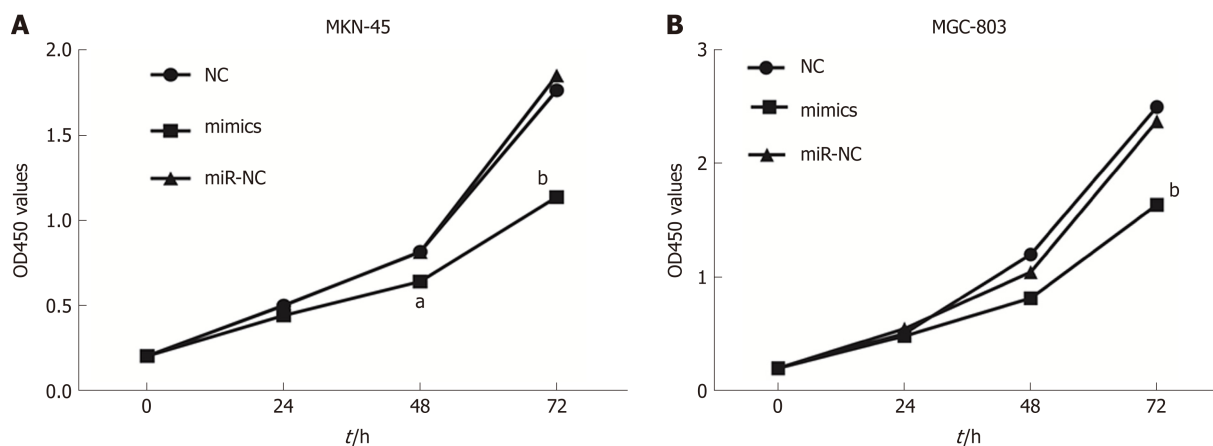 A
MKN-45
2.0
1.5
1.0
0.5
0.0
OD450 values
NC
mimics
miR-NC
a
b
0 24 48 72
t/h
B
MGC-803
3
2
1
0
OD450 values
NC
mimics
miR-NC
b
0 24 48 72
t/h